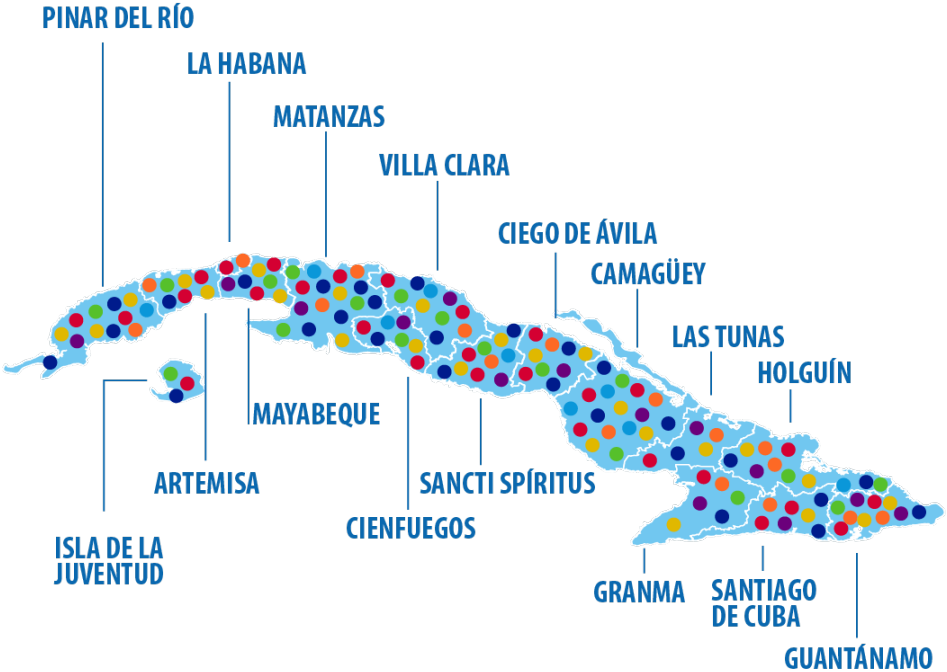 PINAR DEL RÍO
LA HABANA
MATANZAS
VILLA CLARA
CIEGO DE ÁVILA
CAMAGÜEY
LAS TUNAS
HOLGUÍN
MAYABEQUE
ARTEMISA
SANCTI SPÍRITUS
CIENFUEGOS
ISLA DE LA
JUVENTUD
GRANMA
SANTIAGO
DE CUBA
GUANTÁNAMO